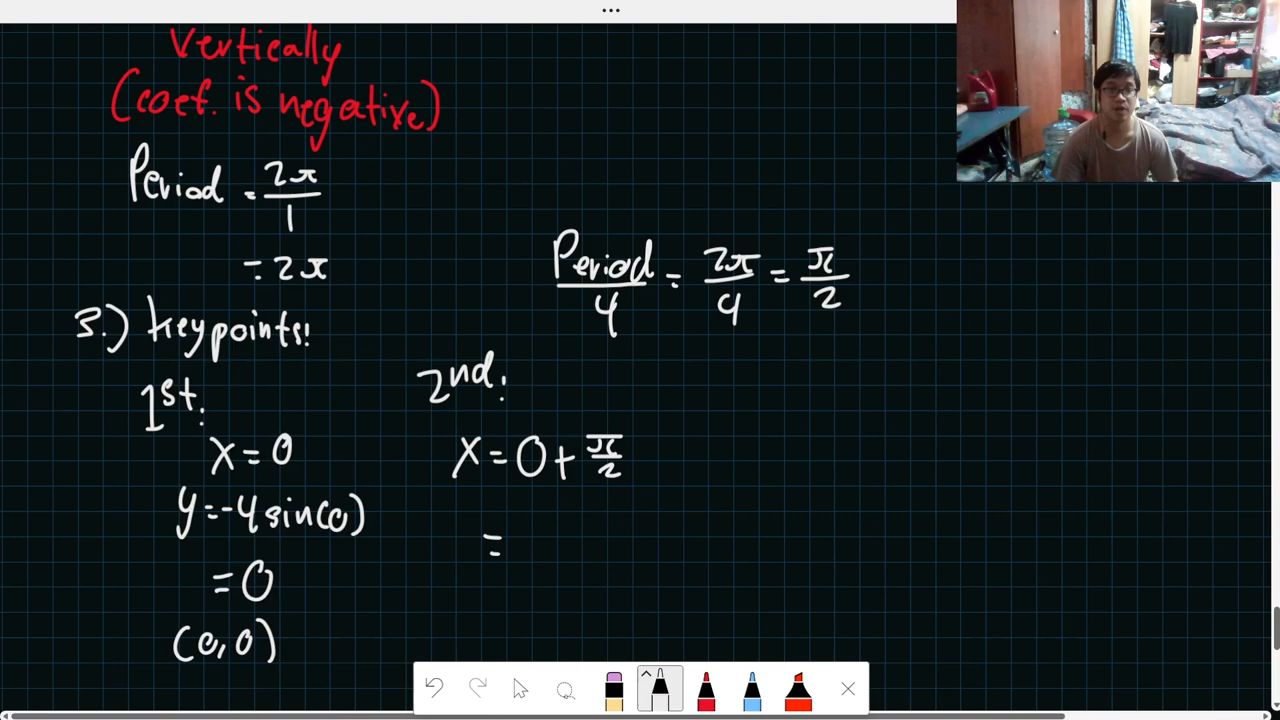 Vertically
(coef. is negative)
Period = 2π/1
= 2π
3.) keypoints:
1st:
x = 0
y = -4 sin(0)
= 0
(0,0)
Period/4 = 2π/4 = π/2
2nd:
x = 0 + π/2
=